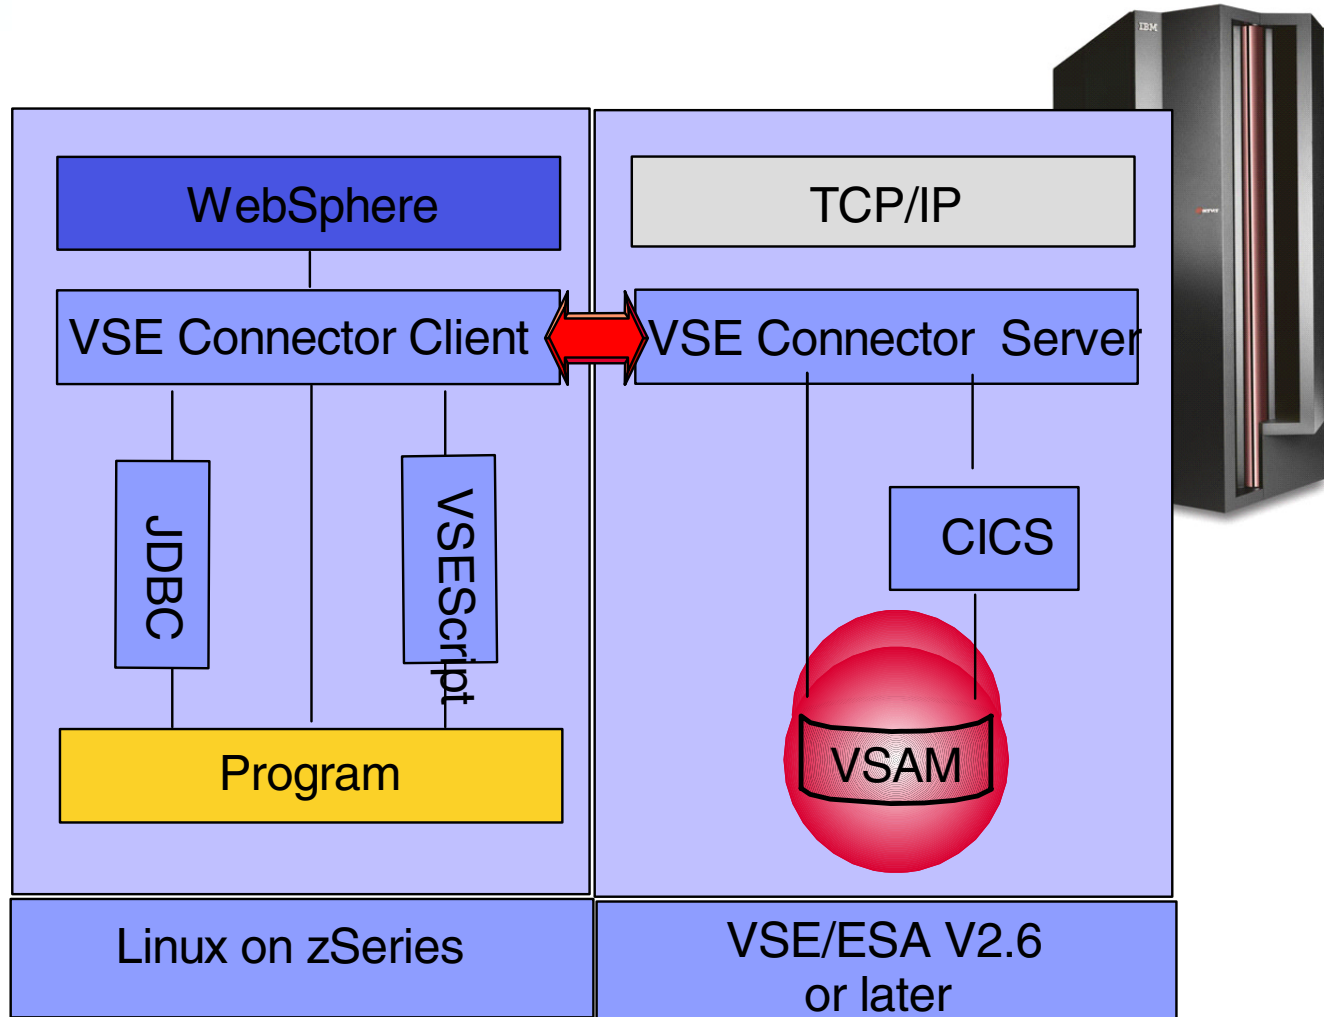 IBM
WebSphere
TCP/IP
VSE Connector Client
VSE Connector Server
JDBC
VSEScript
CICS
Program
VSAM
Linux on zSeries
VSE/ESA V2.6
or later